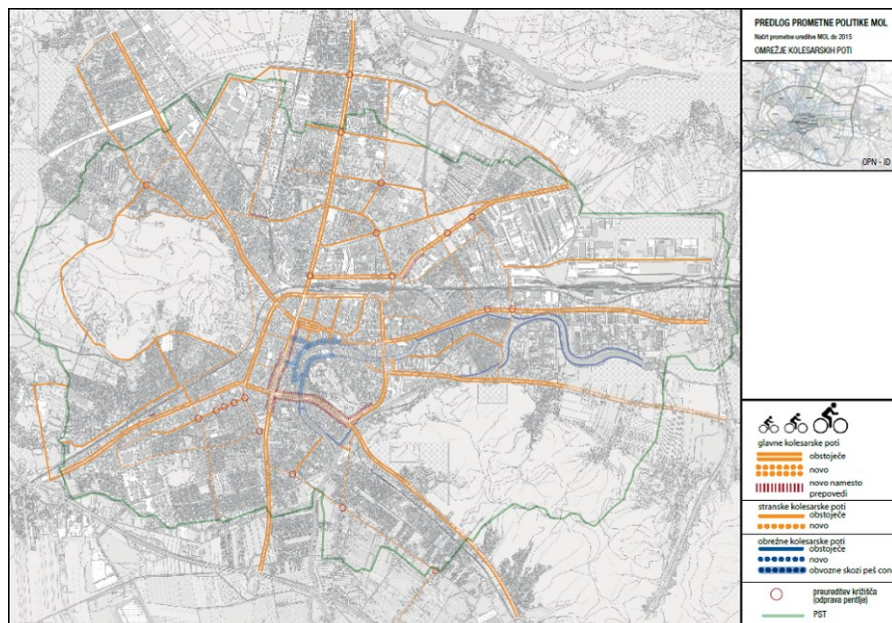 PREDLOG PROMETNE POLITIKE MOL
Načrt prometne ureditve MOL do 2015
OMREŽJE KOLESARSKIH POTI
OPN - ID
glavne kolesarske poti
obstoječe
novo
novo namesto
prepovedi
stranske kolesarske poti
obstoječe
novo
obrežne kolesarske poti
obstoječe
novo
obvozne skozi peš con
preureditev križišča
(odprava pentlje)
PST